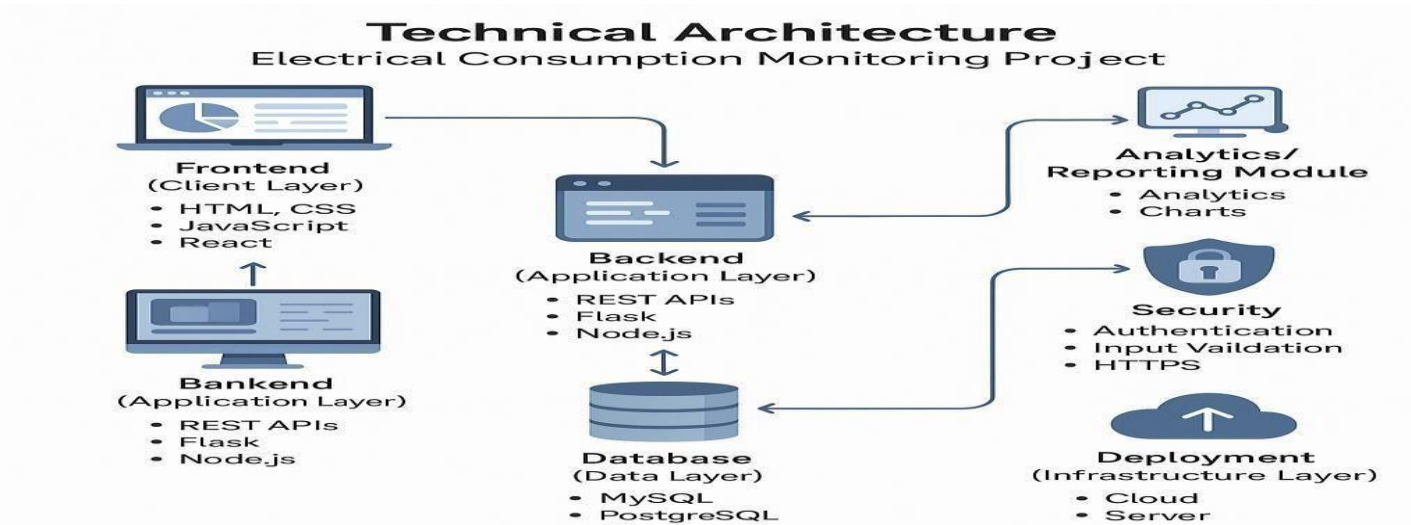 Technical Architecture
Electrical Consumption Monitoring Project
Frontend
(Client Layer)
• HTML, CSS
• JavaScript
• React
Bankend
(Application Layer)
• REST APIs
• Flask
• Node.js
Backend
(Application Layer)
• REST APIs
• Flask
• Node.js
Database
(Data Layer)
• MySQL
• PostgreSQL
Analytics/
Reporting Module
• Analytics
• Charts
Security
• Authentication
• Input Vaildation
• HTTPS
Deployment
(Infrastructure Layer)
• Cloud
• Server